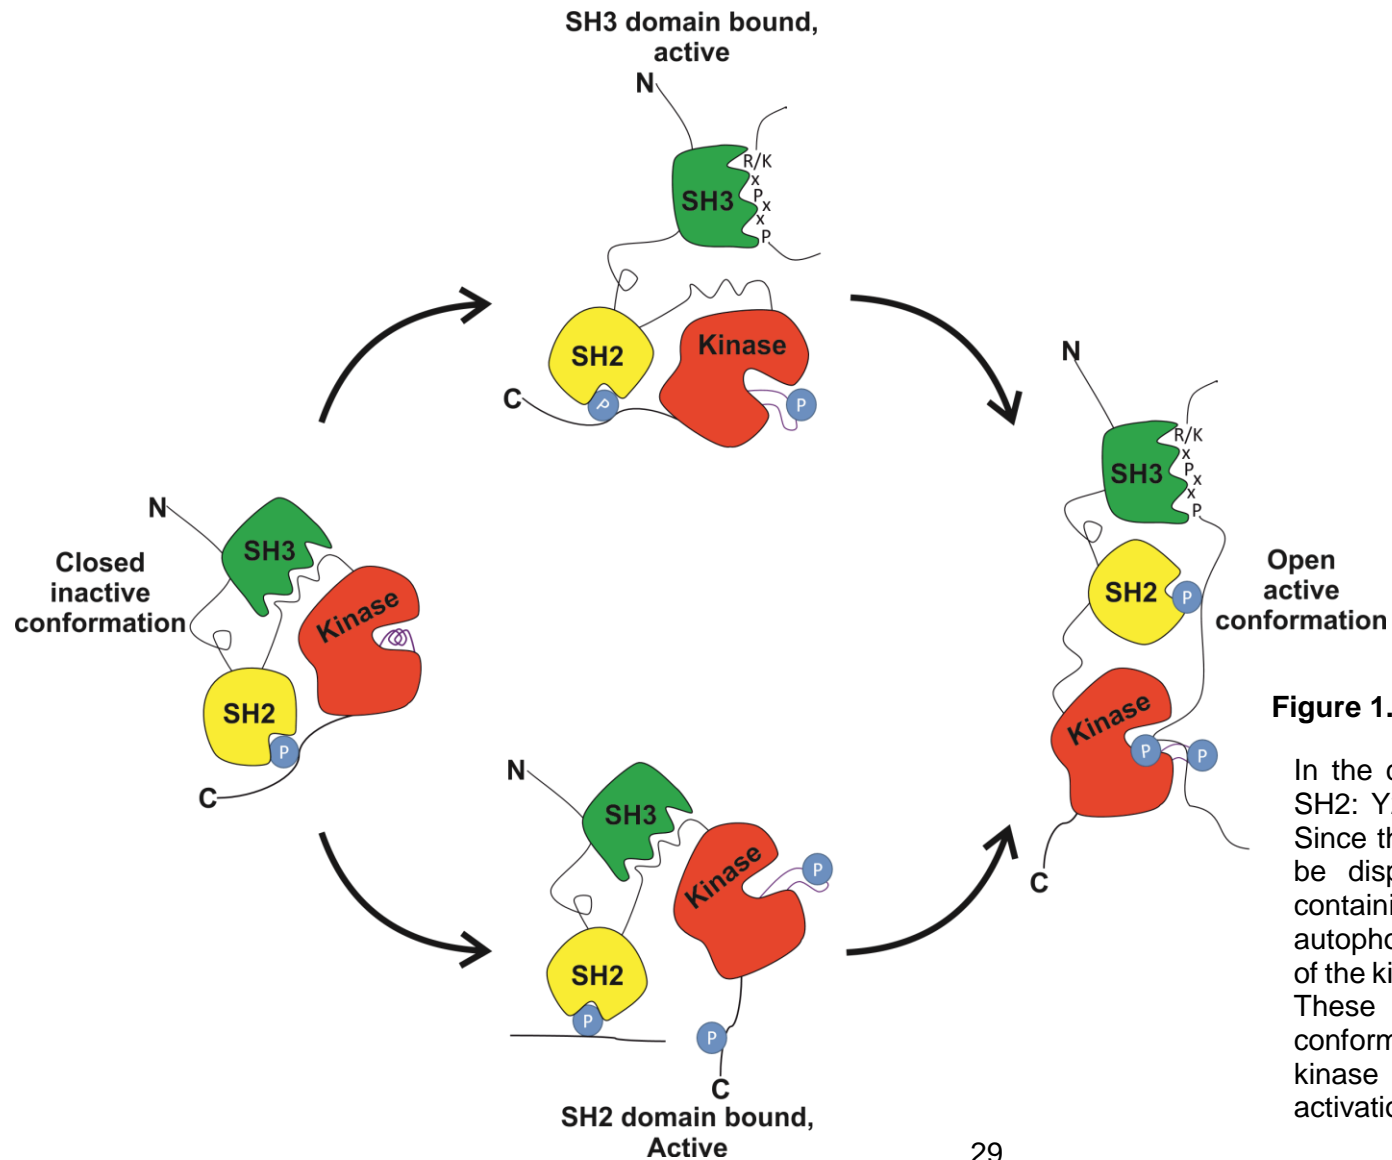 SH3 domain bound,
active
N
R/K
x
P
x
x
P
SH3
SH2
Kinase
C
P
P
N
SH3
Closed
inactive
conformation
Kinase
SH2
P
C
N
SH3
Kinase
P
SH2
P
P
C
SH2 domain bound,
Active
N
R/K
x
P
x
x
P
SH3
SH2
P
Open
active
conformation
Kinase
P
P
C
Figure 1.
In the
SH2:
Since
be
autopho
of the
These
conform
kinase
activatio
29